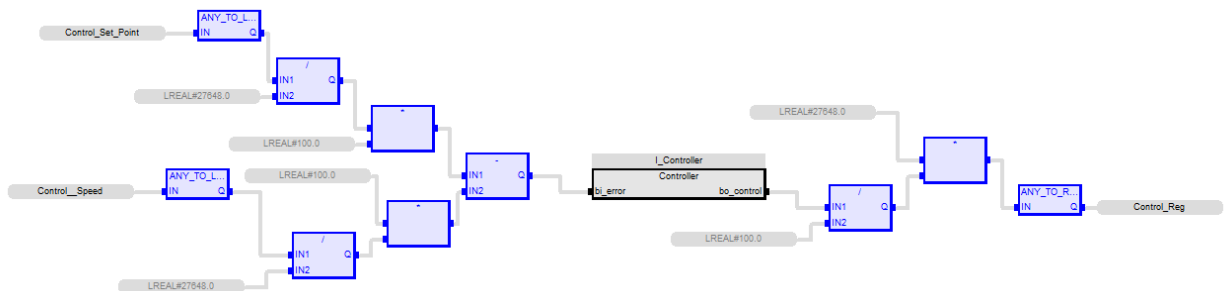 ANY_TO_L...
Control_Set_Point
IN Q
/
IN1 Q
IN2
LREAL#27648.0
*
LREAL#100.0
ANY_TO_L...
Control__Speed
IN Q
LREAL#100.0
*
/
IN1 Q
IN2
LREAL#27648.0
-
IN1 Q
IN2
I_Controller
Controller
bi_error bo_control
LREAL#27648.0
*
/
IN1 Q
IN2
LREAL#100.0
ANY_TO_R...
IN Q
Control_Reg